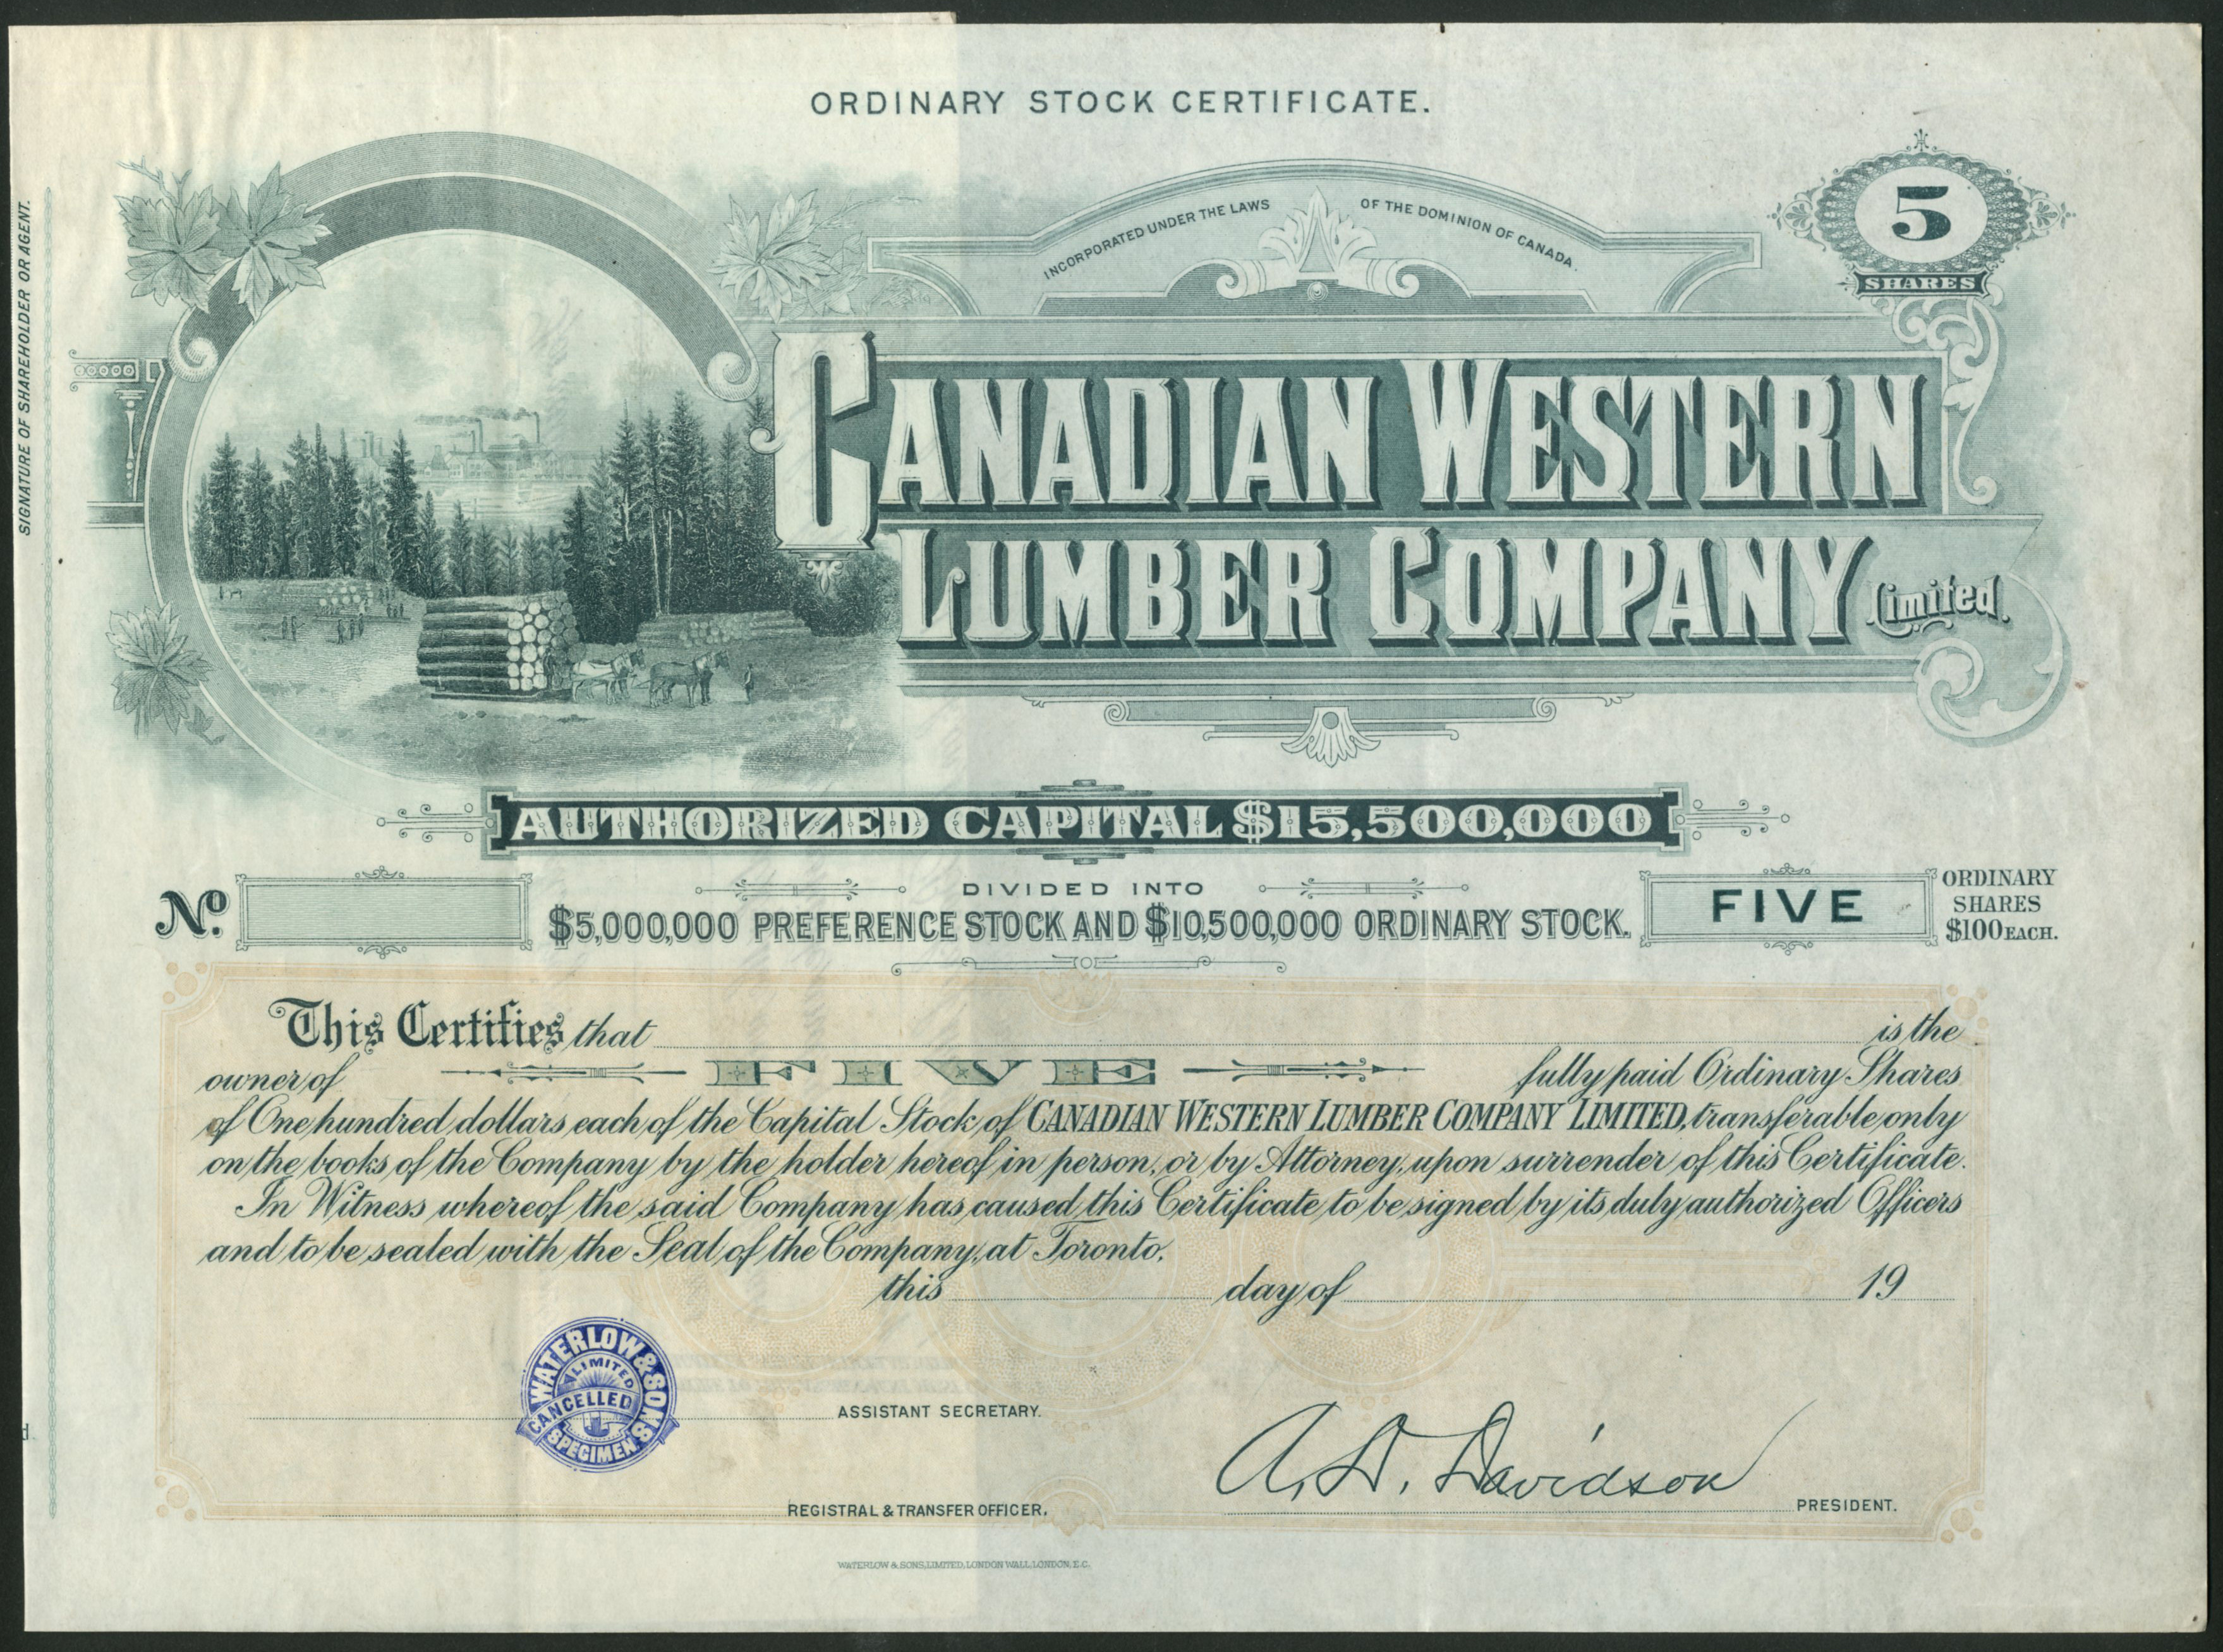 ORDINARY STOCK CERTIFICATE.
SIGNATURE OF SHAREHOLDER OR AGENT.
INCORPORATED UNDER THE LAWS OF THE DOMINION OF CANADA.
5
SHARES
CANADIAN WESTERN
LUMBER COMPANY Limited.
AUTHORIZED CAPITAL $15,500,000
No.
DIVIDED INTO
$5,000,000 PREFERENCE STOCK AND $10,500,000 ORDINARY STOCK.
FIVE
ORDINARY
SHARES
$100 EACH.
This Certifies that is the
owner of FIVE fully paid Ordinary Shares
of One hundred dollars each of the Capital Stock of CANADIAN WESTERN LUMBER COMPANY LIMITED, transferable only
on the books of the Company by the holder hereof in person, or by Attorney, upon surrender of this Certificate.
In Witness whereof the said Company has caused this Certificate to be signed by its duly authorized Officers
and to be sealed with the Seal of the Company, at Toronto.
this day of 19
WATERLOW & SONS
LIMITED
CANCELLED
SPECIMEN
ASSISTANT SECRETARY.
A. D. Davidson
REGISTRAL & TRANSFER OFFICER.
PRESIDENT.
WATERLOW & SONS, LIMITED, LONDON WALL, LONDON, E.C.